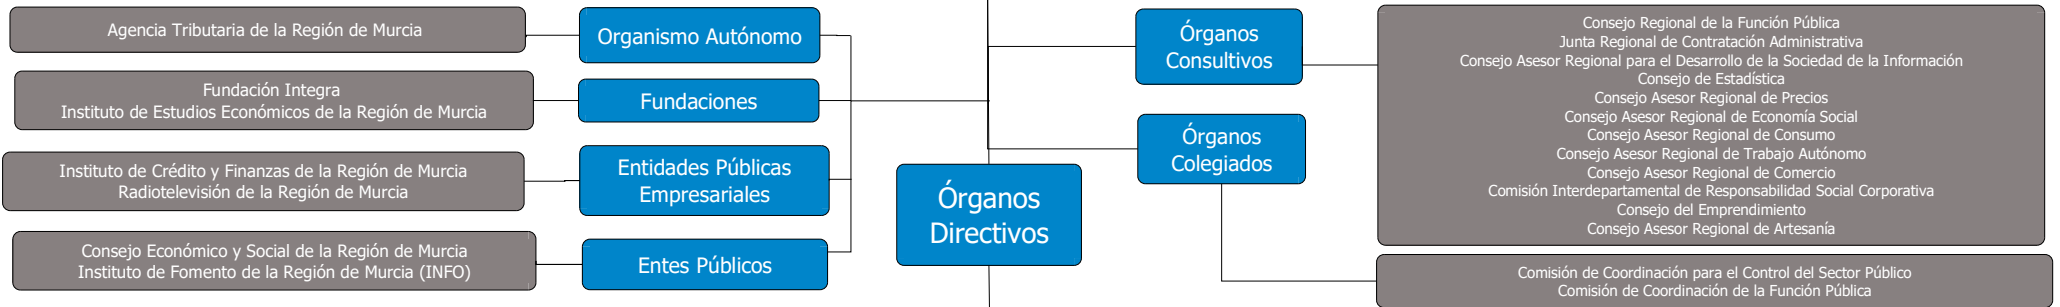 Agencia Tributaria de la Región de Murcia
Organismo Autónomo
Fundación Integra
Instituto de Estudios Económicos de la Región de Murcia
Fundaciones
Instituto de Crédito y Finanzas de la Región de Murcia
Radiotelevisión de la Región de Murcia
Entidades Públicas
Empresariales
Consejo Económico y Social de la Región de Murcia
Instituto de Fomento de la Región de Murcia (INFO)
Entes Públicos
Órganos
Directivos
Órganos
Consultivos
Consejo Regional de la Función Pública
Junta Regional de Contratación Administrativa
Consejo Asesor Regional para el Desarrollo de la Sociedad de la Información
Consejo de Estadística
Consejo Asesor Regional de Precios
Consejo Asesor Regional de Economía Social
Consejo Asesor Regional de Consumo
Consejo Asesor Regional de Trabajo Autónomo
Consejo Asesor Regional de Comercio
Comisión Interdepartamental de Responsabilidad Social Corporativa
Consejo del Emprendimiento
Consejo Asesor Regional de Artesanía
Órganos
Colegiados
Comisión de Coordinación para el Control del Sector Público
Comisión de Coordinación de la Función Pública